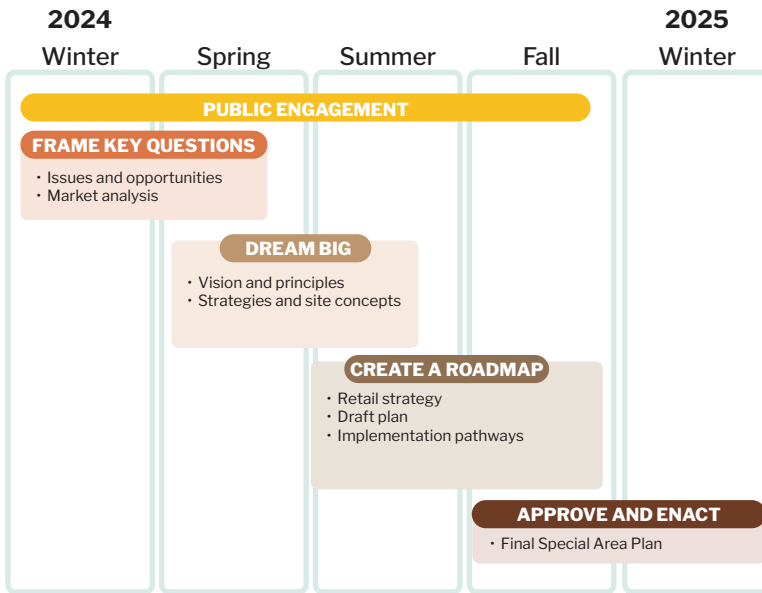 2024
2025
Winter
Spring
Summer
Fall
Winter
PUBLIC ENGAGEMENT
FRAME KEY QUESTIONS
• Issues and opportunities
• Market analysis
DREAM BIG
• Vision and principles
• Strategies and site concepts
CREATE A ROADMAP
• Retail strategy
• Draft plan
• Implementation pathways
APPROVE AND ENACT
• Final Special Area Plan